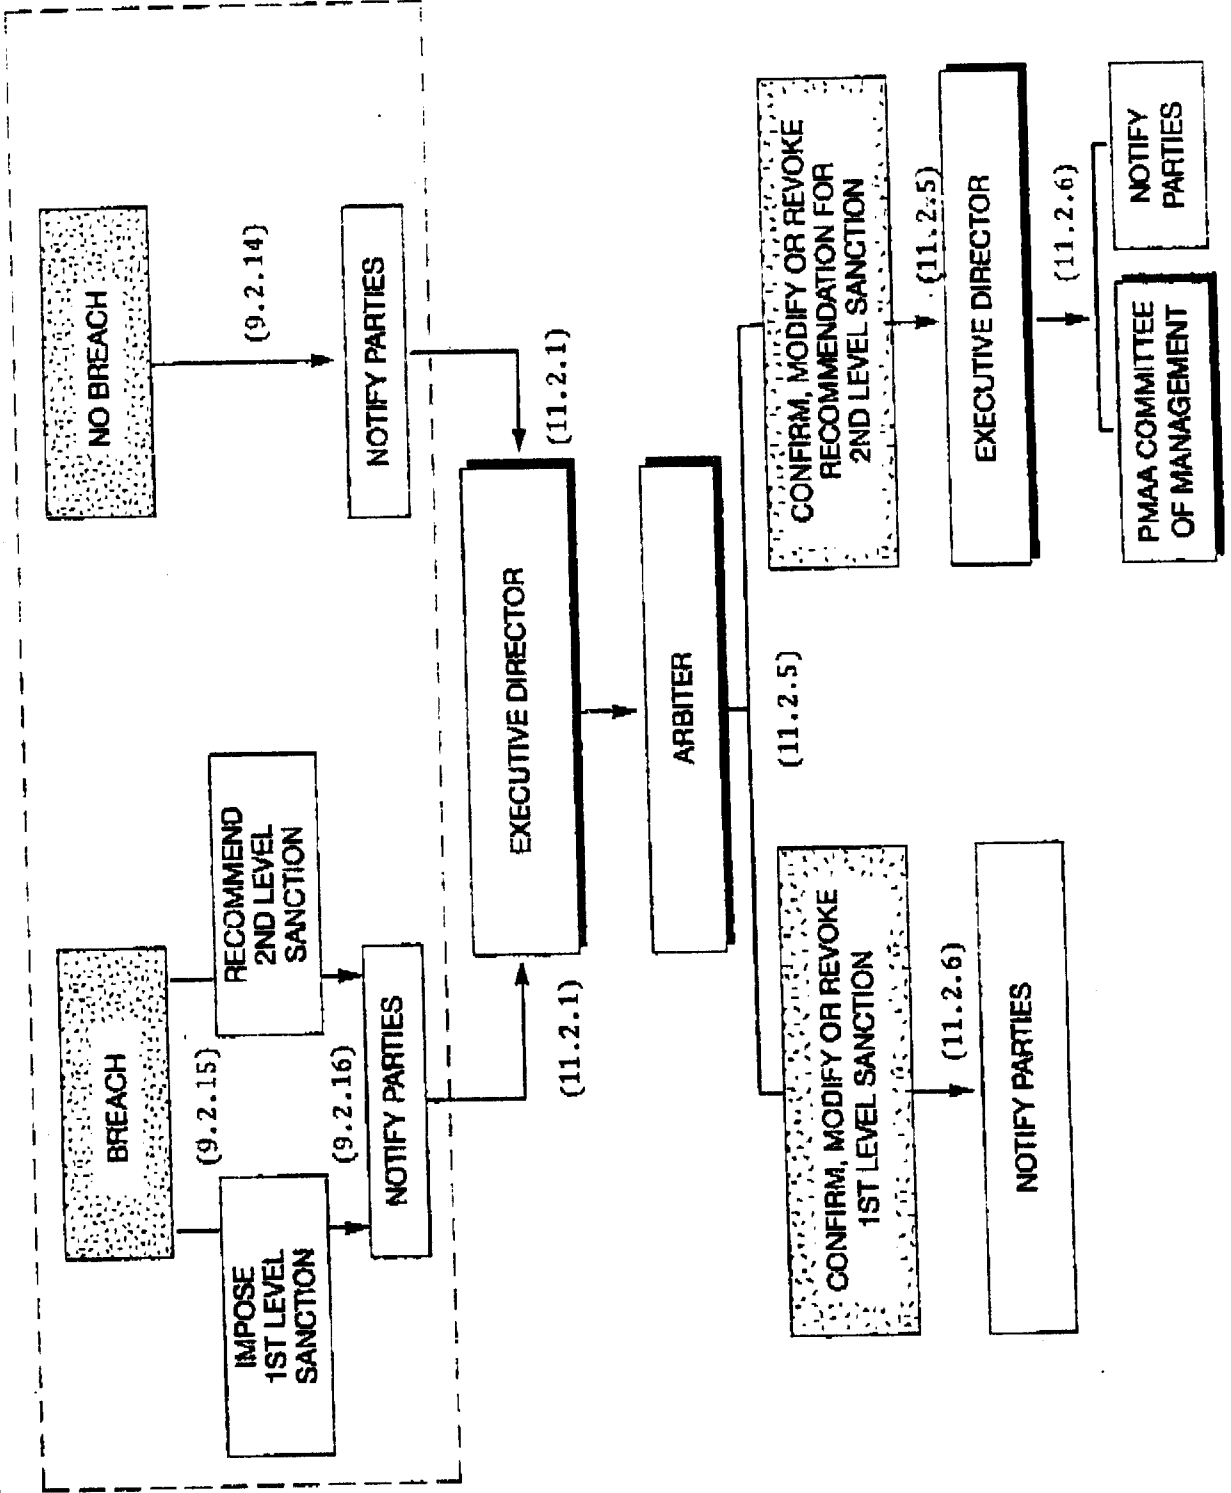 BREACH
NO BREACH
(9.2.15)
(9.2.14)
IMPOSE
1ST LEVEL
SANCTION
RECOMMEND
2ND LEVEL
SANCTION
(9.2.16)
NOTIFY PARTIES
NOTIFY PARTIES
(11.2.1)
(11.2.1)
EXECUTIVE DIRECTOR
ARBITER
(11.2.5)
CONFIRM, MODIFY OR REVOKE
1ST LEVEL SANCTION
CONFIRM, MODIFY OR REVOKE
RECOMMENDATION FOR
2ND LEVEL SANCTION
(11.2.6)
(11.2.5)
NOTIFY PARTIES
EXECUTIVE DIRECTOR
(11.2.6)
PMAA COMMITTEE
OF MANAGEMENT
NOTIFY
PARTIES